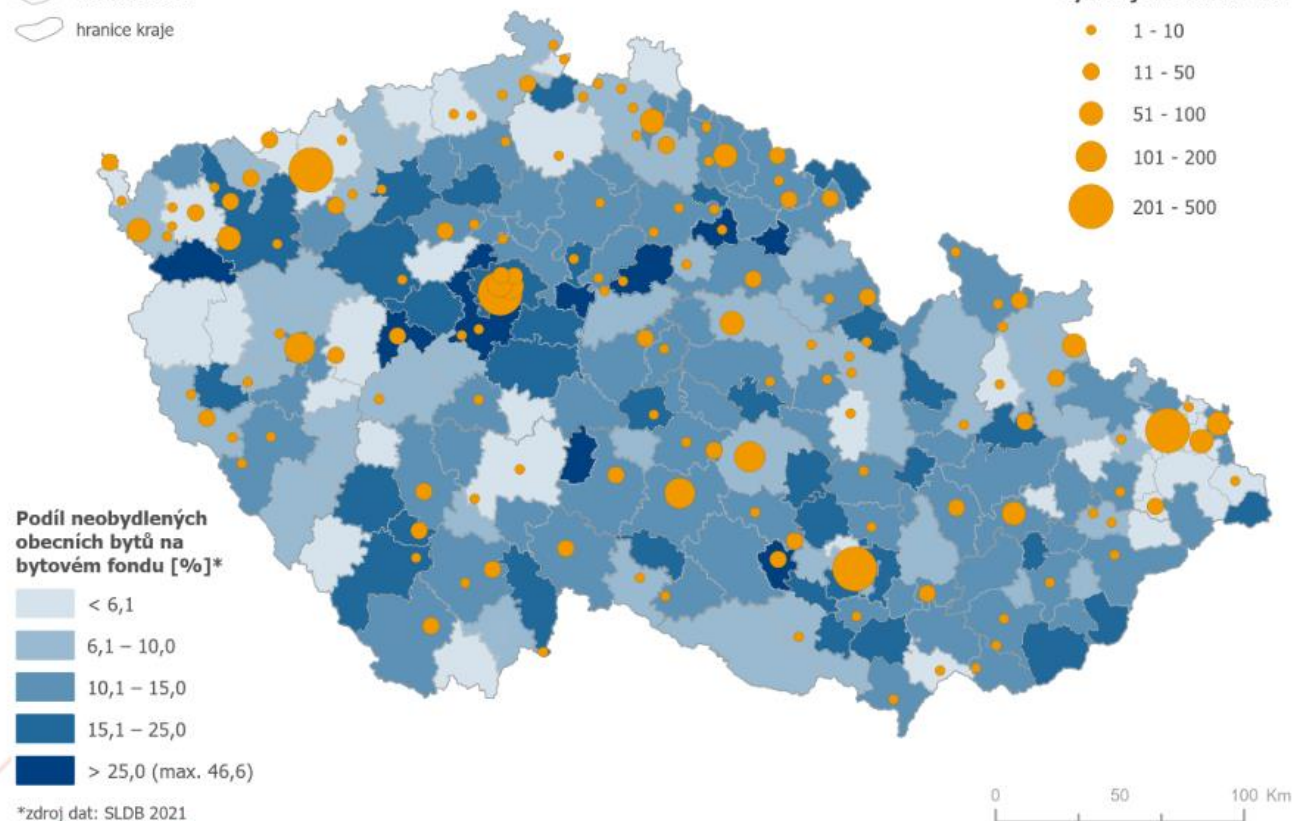 hranice kraje
1 - 10
11 - 50
51 - 100
101 - 200
201 - 500
Podíl neobydlených
obecních bytů na
bytovém fondu [%]*
< 6,1
6,1 – 10,0
10,1 – 15,0
15,1 – 25,0
> 25,0 (max. 46,6)
*zdroj dat: SLDB 2021
0 50 100 Km